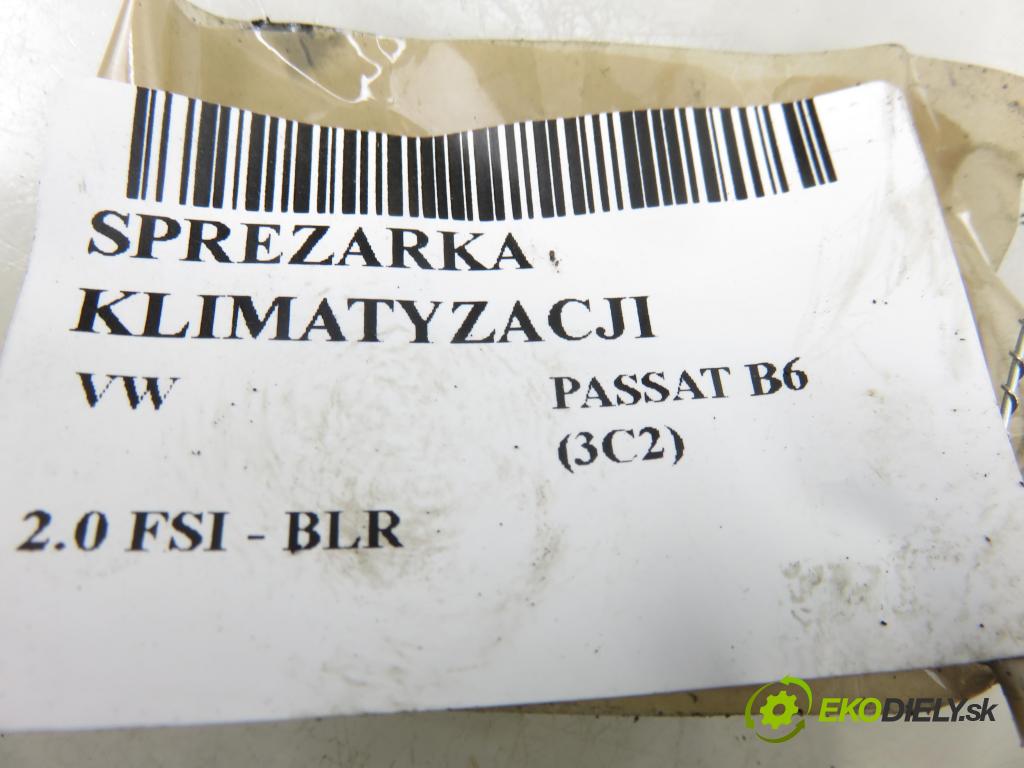 SPREZARKA
KLIMATYZACJI
VW
PASSAT B6
(3C2)
2.0 FSI - BLR
EKODIELY.sk